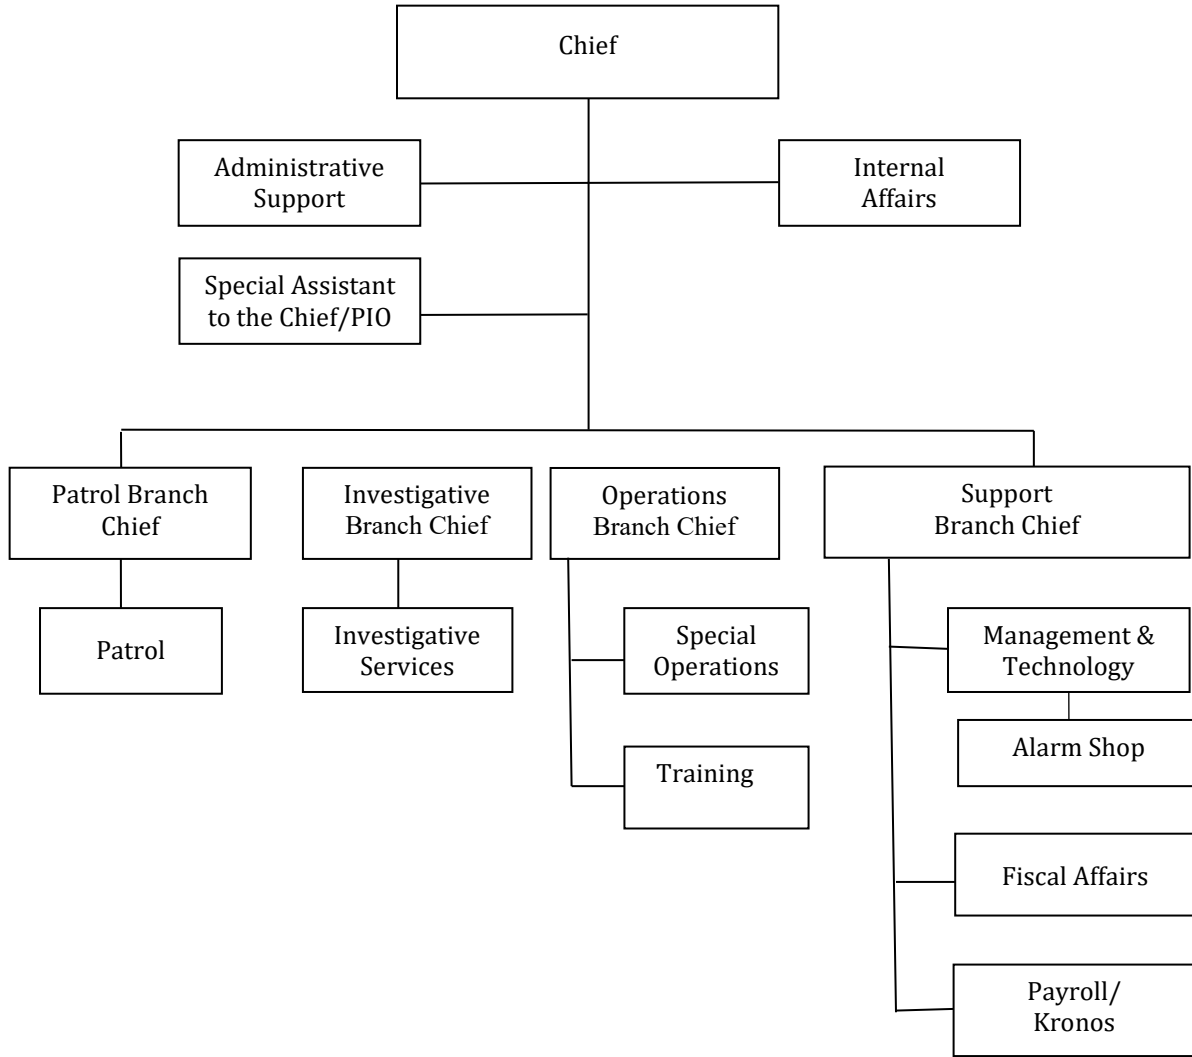 Chief
Administrative
Support
Internal
Affairs
Special Assistant
to the Chief/PIO
Patrol Branch
Chief
Investigative
Branch Chief
Operations
Branch Chief
Support
Branch Chief
Patrol
Investigative
Services
Special
Operations
Management &
Technology
Training
Alarm Shop
Fiscal Affairs
Payroll/
Kronos